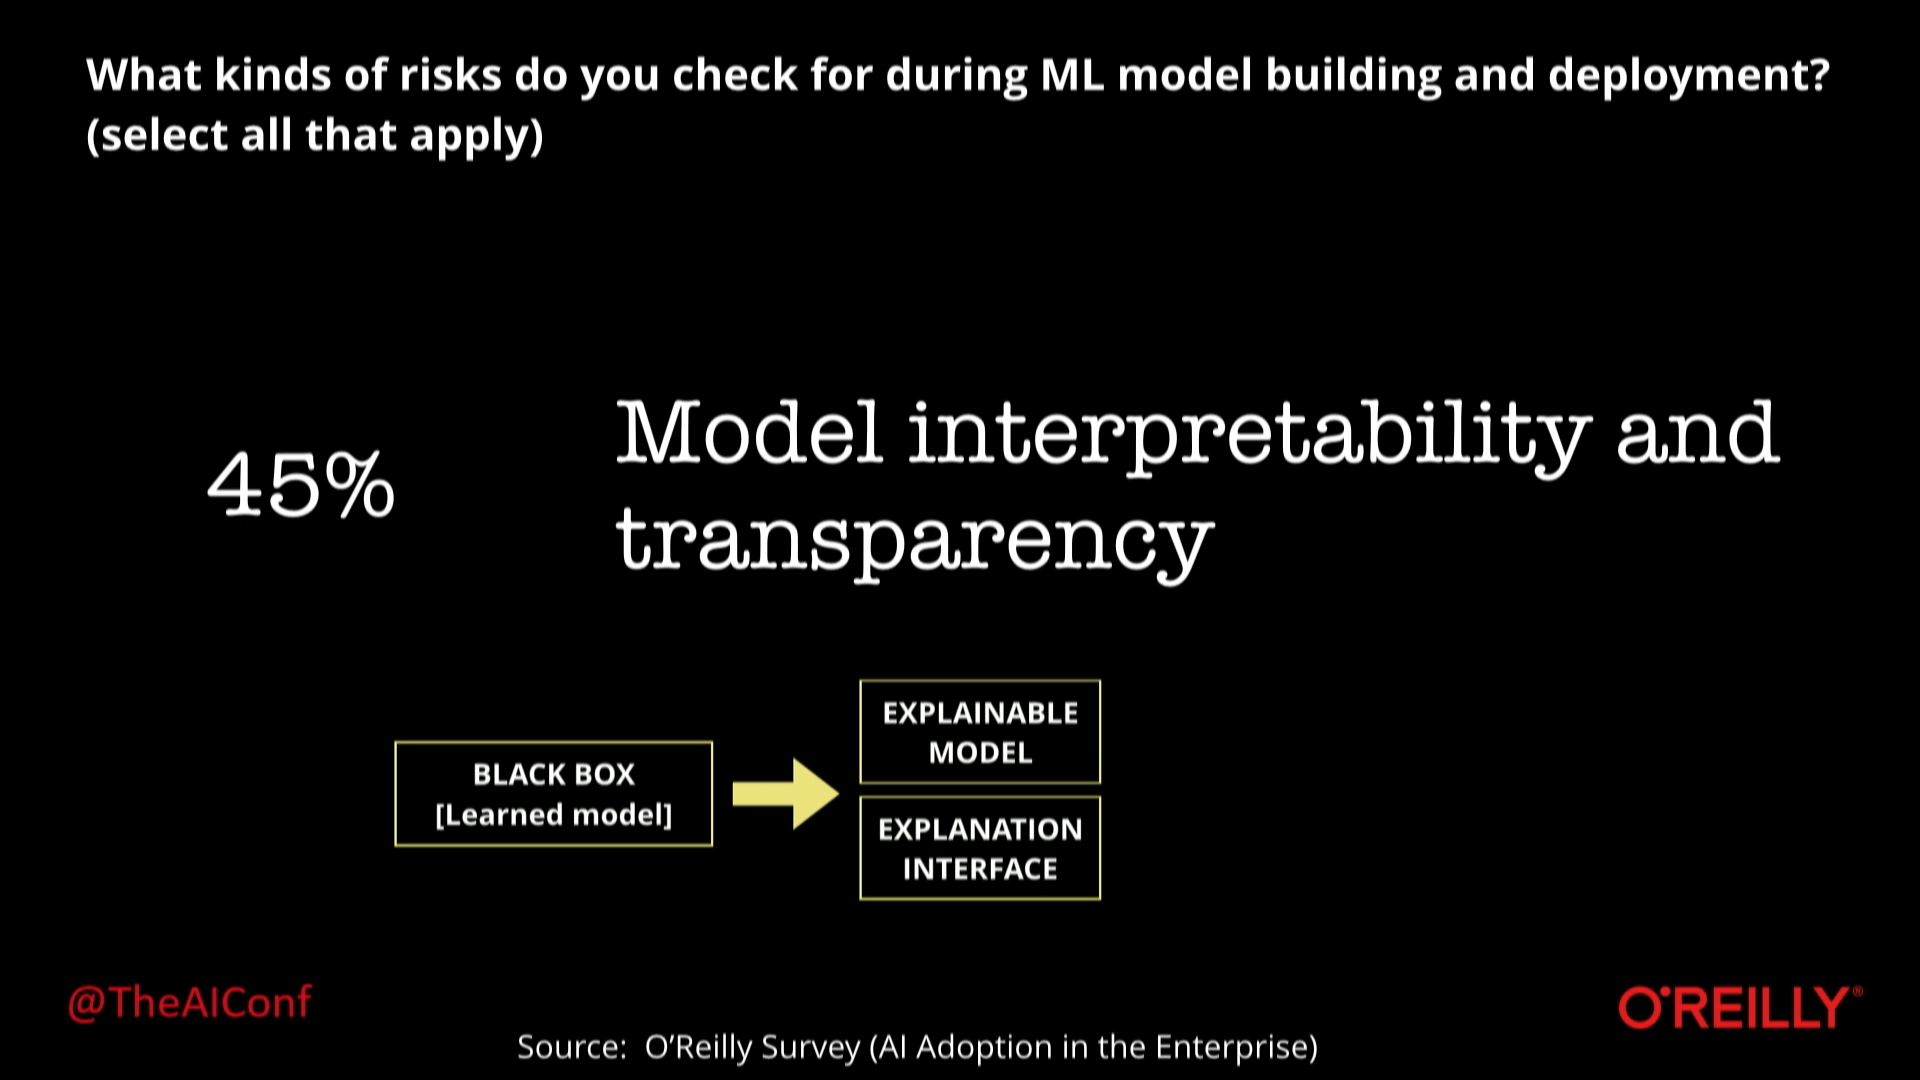 What kinds of risks do you check for during ML model building and deployment?
(select all that apply)
45%
Model interpretability and
transparency
BLACK BOX
[Learned model]
EXPLAINABLE
MODEL
EXPLANATION
INTERFACE
@TheAIConf
O'REILLY®
Source: O’Reilly Survey (AI Adoption in the Enterprise)